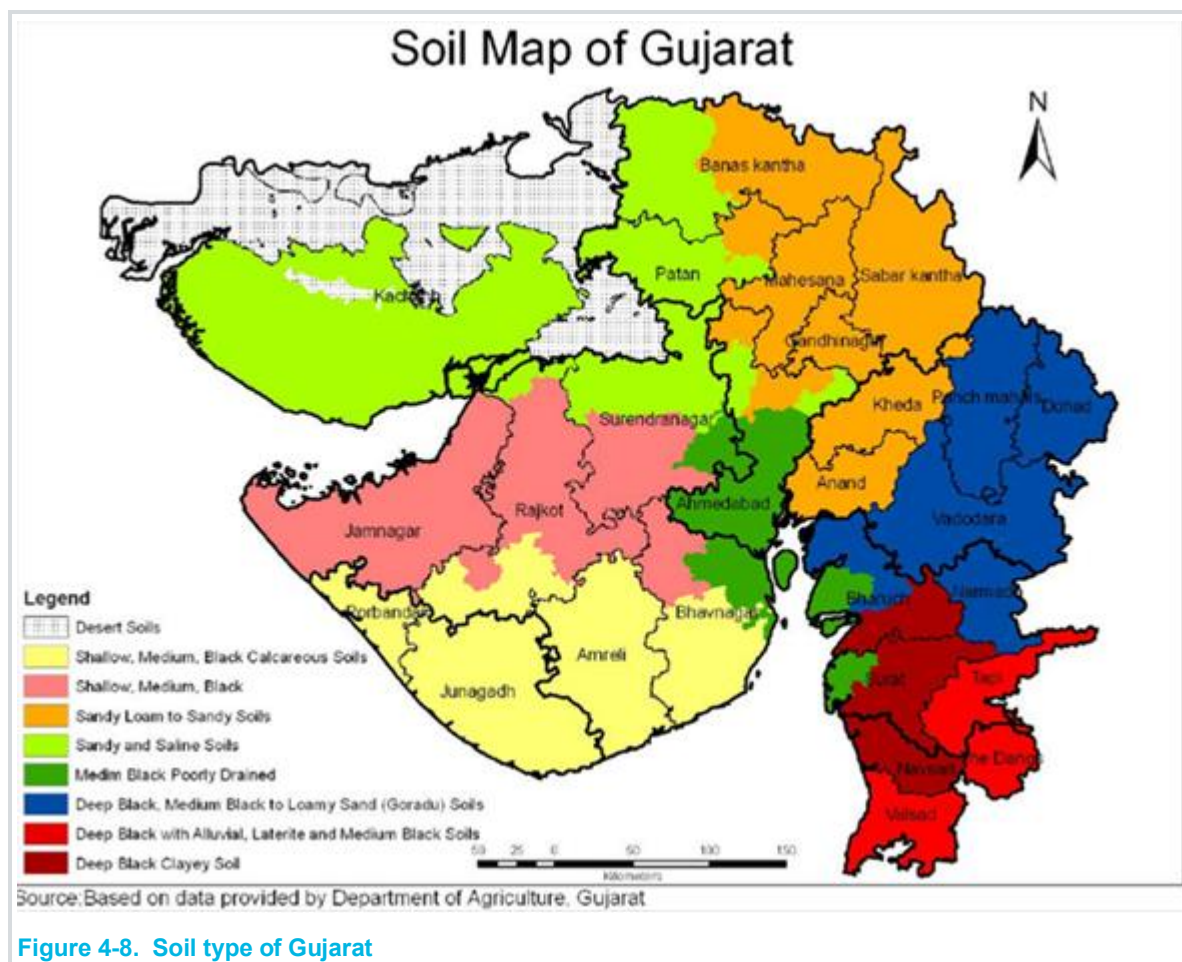 Soil Map of Gujarat
N
Banas kantha
Patan
Mahesana
Sabar kantha
Kachchh
Gandhinagar
Surendranagar
Kheda
Panch mahals
Dohad
Anand
Ahmedabad
Rajkot
Jamnagar
Vadodara
Bharuch
Narmada
Porbandar
Bhavnagar
Amreli
Junagadh
Surat
Tapi
Navsari
The Dangs
Valsad
Legend
Desert Soils
Shallow, Medium, Black Calcareous Soils
Shallow, Medium, Black
Sandy Loam to Sandy Soils
Sandy and Saline Soils
Medim Black Poorly Drained
Deep Black, Medium Black to Loamy Sand (Goradu) Soils
Deep Black with Alluvial, Laterite and Medium Black Soils
Deep Black Clayey Soil
50 25 0 50 100 150
Kilometers
Source:Based on data provided by Department of Agriculture, Gujarat
Figure 4-8. Soil type of Gujarat